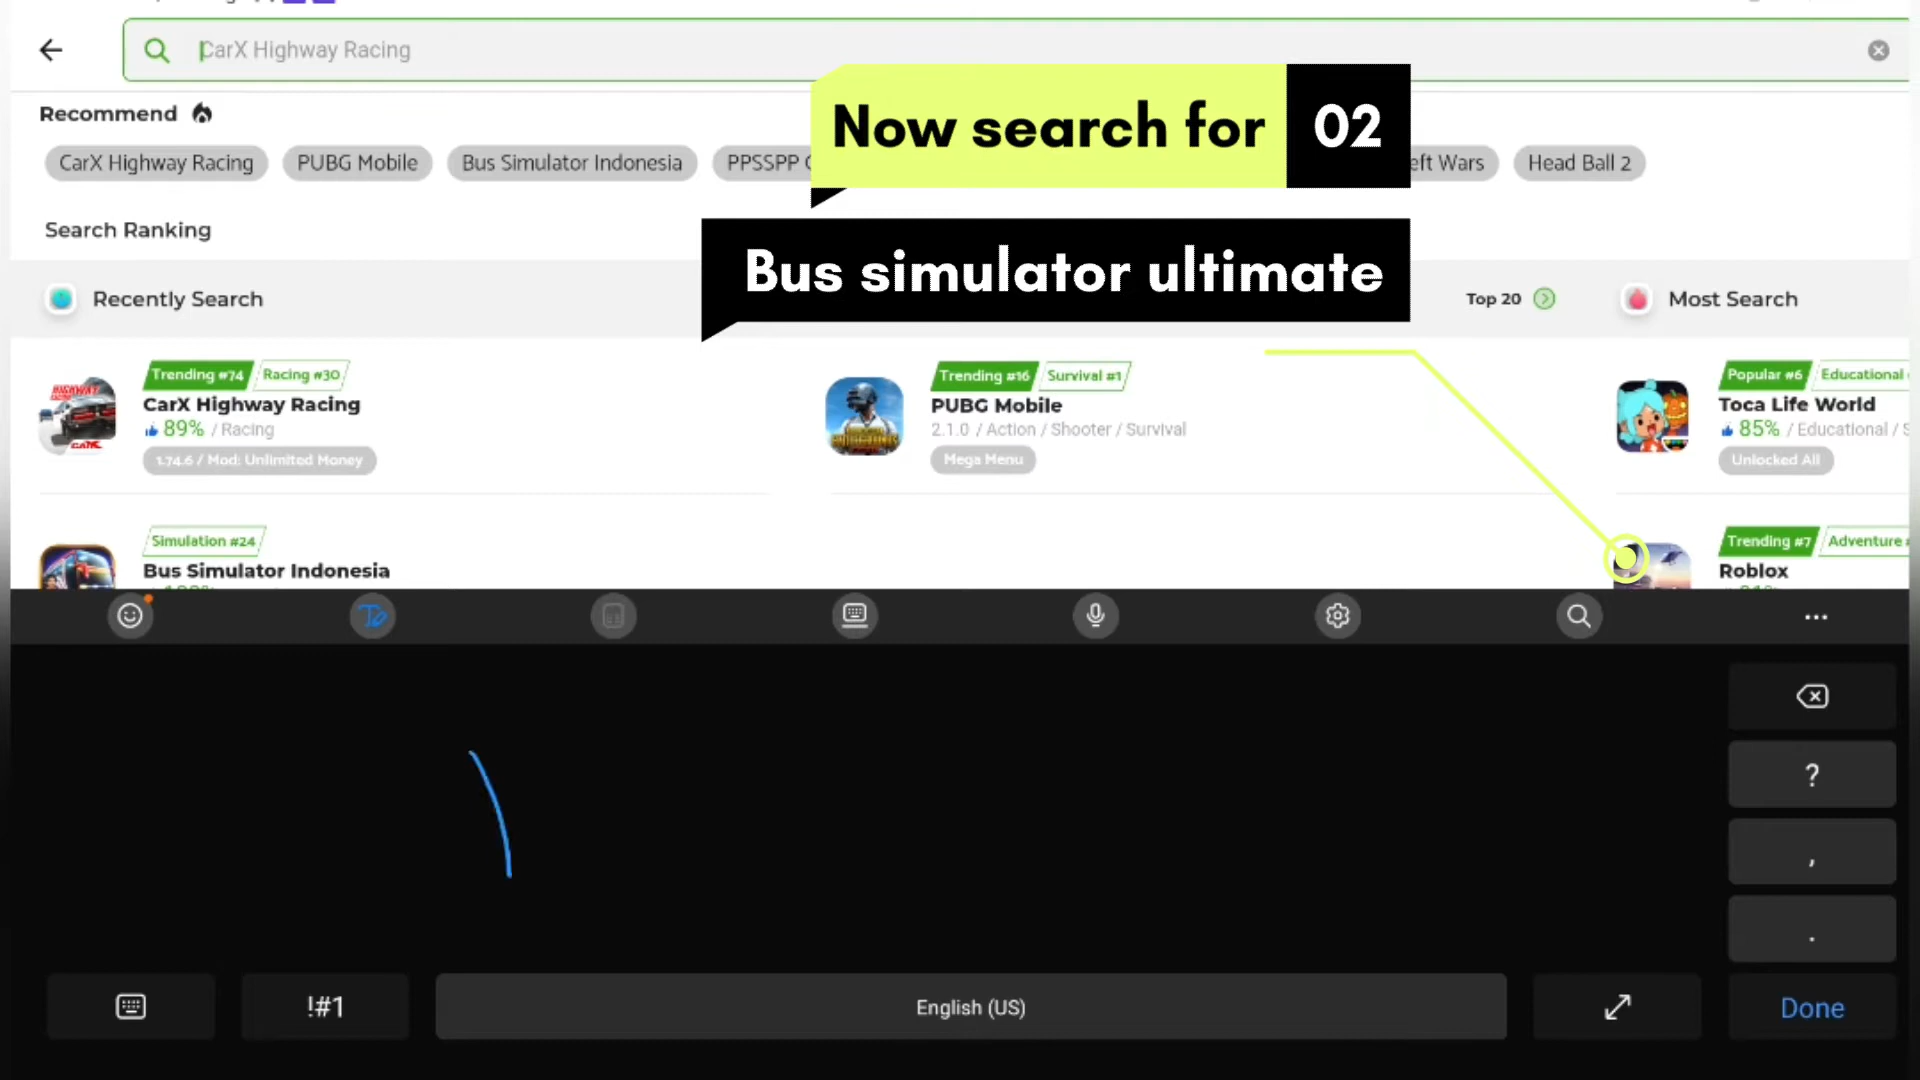 CarX Highway Racing
Now search for 02
Recommend
CarX Highway Racing PUBG Mobile Bus Simulator Indonesia PPSSPP eft Wars Head Ball 2
Search Ranking
Bus simulator ultimate
Recently Search Top 20 Most Search
Trending #74 Racing #30
CarX Highway Racing
89% / Racing
1.74.6 / Mod: Unlimited Money
Trending #16 Survival #1
PUBG Mobile
2.1.0 / Action / Shooter / Survival
Mega Menu
Popular #6 Educational
Toca Life World
85% / Educational / S
Unlocked All
Simulation #24
Bus Simulator Indonesia
Trending #7 Adventure
Roblox
?
,
.
!#1 English (US) Done